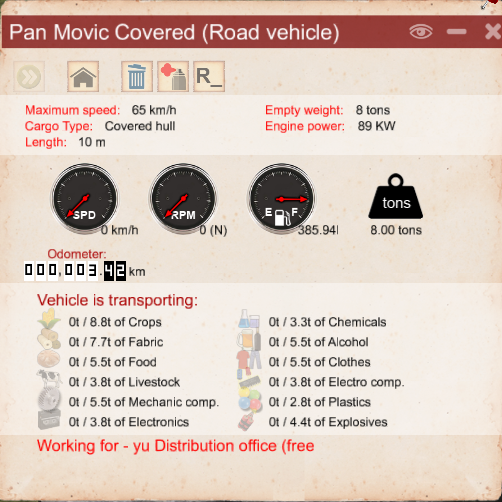 Pan Movic Covered (Road vehicle)
R_
Maximum speed: 65 km/h Empty weight: 8 tons
Cargo Type: Covered hull Engine power: 89 KW
Length: 10 m
SPD RPM E F tons
0 km/h 0 (N) 385.94l 8.00 tons
Odometer:
000,003.42 km
Vehicle is transporting:
0t / 8.8t of Crops 0t / 3.3t of Chemicals
0t / 7.7t of Fabric 0t / 5.5t of Alcohol
0t / 5.5t of Food 0t / 5.5t of Clothes
0t / 3.8t of Livestock 0t / 3.8t of Electro comp.
0t / 5.5t of Mechanic comp. 0t / 2.8t of Plastics
0t / 3.8t of Electronics 0t / 4.4t of Explosives
Working for - yu Distribution office (free